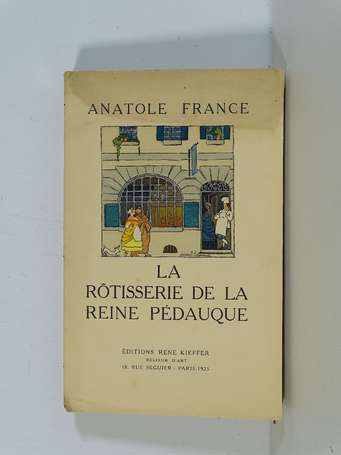 ANATOLE FRANCE
LA
RÔTISSERIE DE LA
REINE PÉDAUQUE
ÉDITIONS RENÉ KIEFFER
RELIEUR D'ART
18, RUE SÉGUIER - PARIS 1923